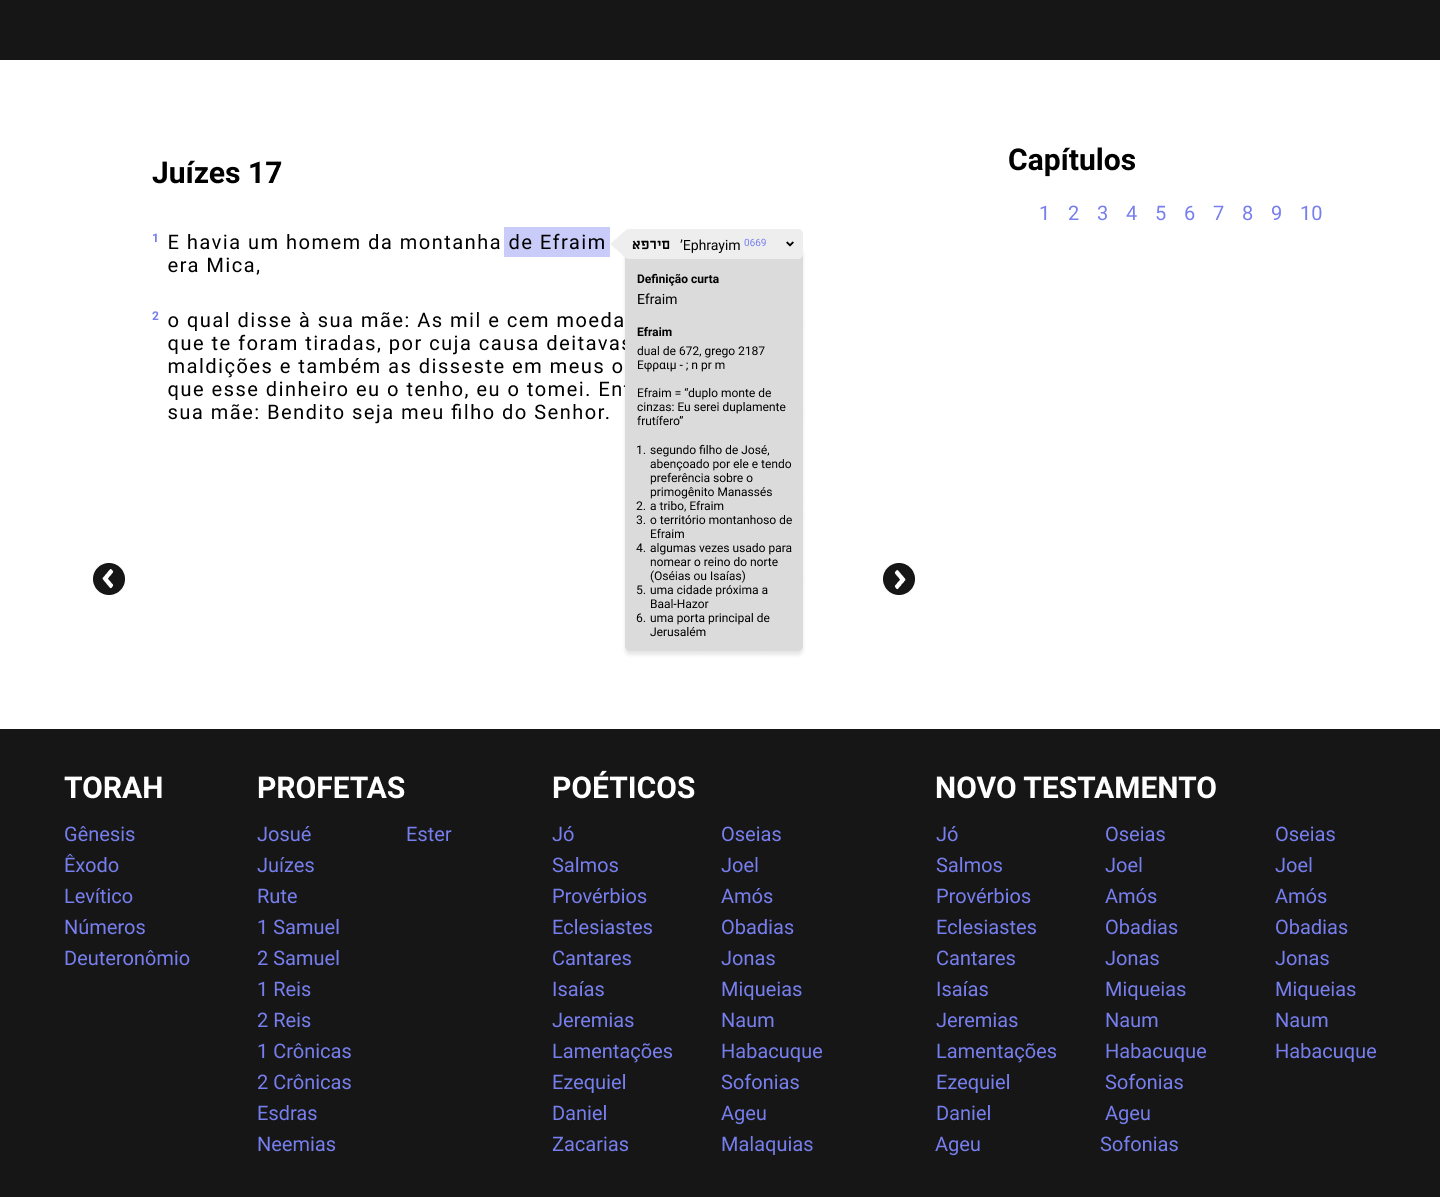 Juízes 17
1 E havia um homem da montanha de Efraim
era Mica,
2 o qual disse à sua mãe: As mil e cem moeda
que te foram tiradas, por cuja causa deitavas
maldições e também as disseste em meus o
que esse dinheiro eu o tenho, eu o tomei. Ent
sua mãe: Bendito seja meu filho do Senhor.
אפרים ’Ephrayim 0669
Definição curta
Efraim
Efraim
dual de 672, grego 2187
Εφραιμ - ; n pr m
Efraim = “duplo monte de
cinzas: Eu serei duplamente
frutífero”
1. segundo filho de José,
abençoado por ele e tendo
preferência sobre o
primogênito Manassés
2. a tribo, Efraim
3. o território montanhoso de
Efraim
4. algumas vezes usado para
nomear o reino do norte
(Oséias ou Isaías)
5. uma cidade próxima a
Baal-Hazor
6. uma porta principal de
Jerusalém
Capítulos
1 2 3 4 5 6 7 8 9 10
TORAH
Gênesis
Êxodo
Levítico
Números
Deuteronômio
PROFETAS
Josué
Juízes
Rute
1 Samuel
2 Samuel
1 Reis
2 Reis
1 Crônicas
2 Crônicas
Esdras
Neemias
Ester
POÉTICOS
Jó
Salmos
Provérbios
Eclesiastes
Cantares
Isaías
Jeremias
Lamentações
Ezequiel
Daniel
Zacarias
Oseias
Joel
Amós
Obadias
Jonas
Miqueias
Naum
Habacuque
Sofonias
Ageu
Malaquias
NOVO TESTAMENTO
Jó
Salmos
Provérbios
Eclesiastes
Cantares
Isaías
Jeremias
Lamentações
Ezequiel
Daniel
Ageu
Oseias
Joel
Amós
Obadias
Jonas
Miqueias
Naum
Habacuque
Sofonias
Ageu
Sofonias
Oseias
Joel
Amós
Obadias
Jonas
Miqueias
Naum
Habacuque